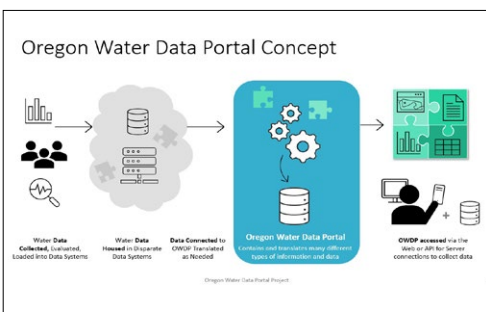 Oregon Water Data Portal Concept
Water Data
Collected, Evaluated,
Loaded into Data Systems
Water Data
Housed in Disparate
Data Systems
Data Connected to
OWDP Translated
as Needed
Oregon Water Data Portal
Contains and translates many different
types of information and data
OWDP accessed via the
Web or API for Server
connections to collect data
Oregon Water Data Portal Project